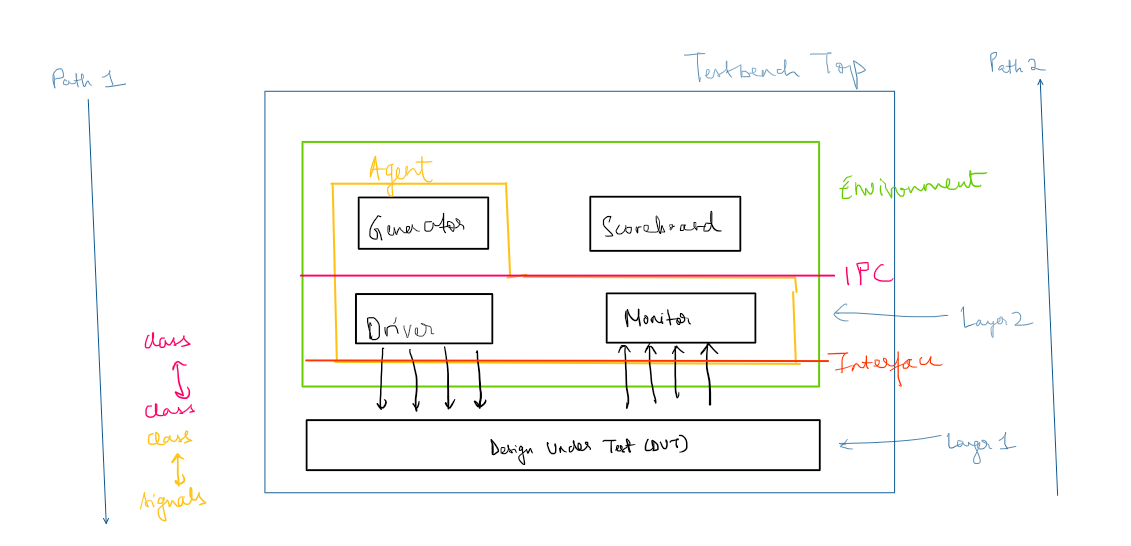 Testbench Top
Path 1
Path 2
Agent
Environment
Generator
Scoreboard
IPC
Driver
Monitor
Layer 2
class
Interface
class
class
Design Under Test (DUT)
Layer 1
signals